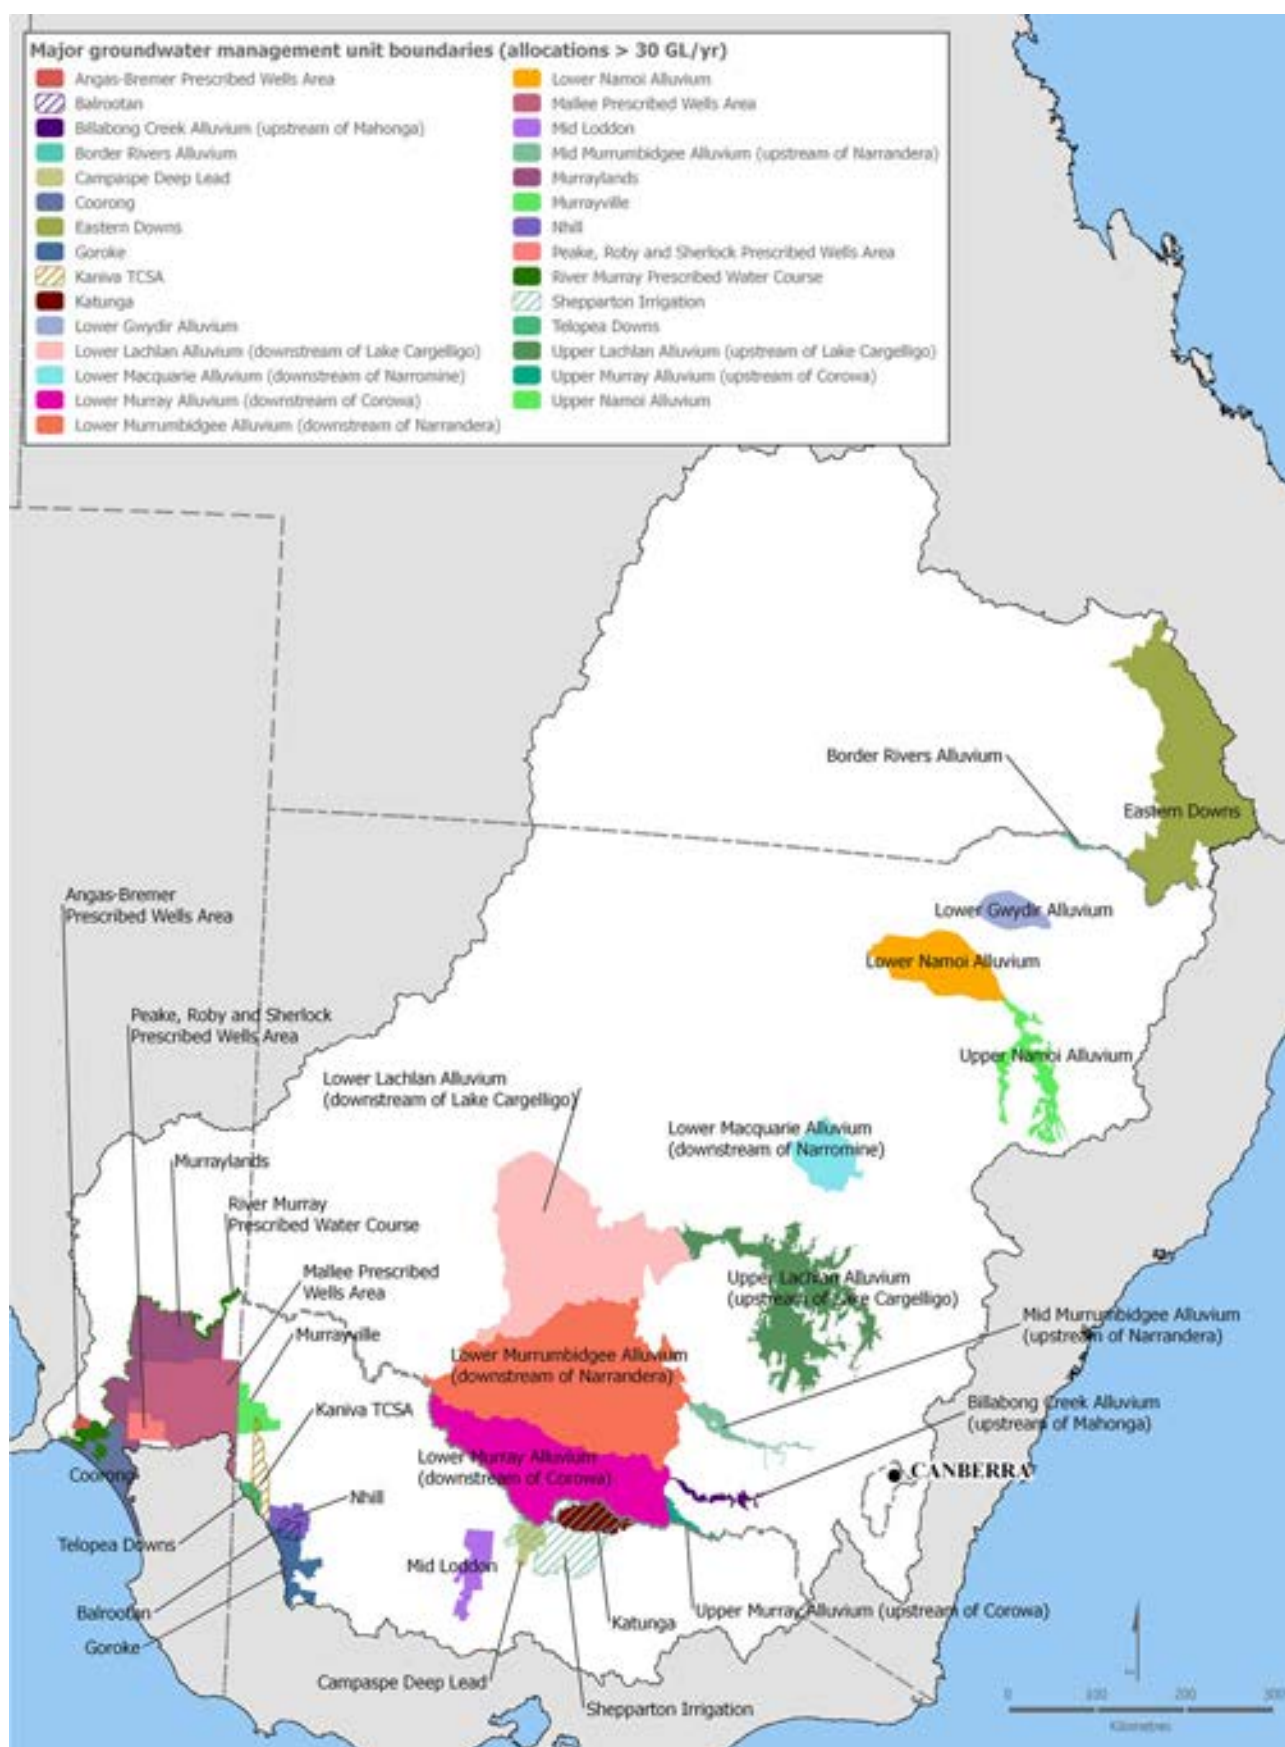 Major groundwater management unit boundaries (allocations > 30 GL/yr)
Angas-Bremer Prescribed Wells Area
Balrootan
Billabong Creek Alluvium (upstream of Mahonga)
Border Rivers Alluvium
Campaspe Deep Lead
Coorong
Eastern Downs
Goroke
Kaniva TCSA
Katunga
Lower Gwydir Alluvium
Lower Lachlan Alluvium (downstream of Lake Cargelligo)
Lower Macquarie Alluvium (downstream of Narromine)
Lower Murray Alluvium (downstream of Corowa)
Lower Murrumbidgee Alluvium (downstream of Narrandera)
Lower Namoi Alluvium
Mallee Prescribed Wells Area
Mid Loddon
Mid Murrumbidgee Alluvium (upstream of Narrandera)
Murraylands
Murrayville
Nhill
Peake, Roby and Sherlock Prescribed Wells Area
River Murray Prescribed Water Course
Shepparton Irrigation
Telopea Downs
Upper Lachlan Alluvium (upstream of Lake Cargelligo)
Upper Murray Alluvium (upstream of Corowa)
Upper Namoi Alluvium
Border Rivers Alluvium
Eastern Downs
Angas-Bremer
Prescribed Wells Area
Lower Gwydir Alluvium
Lower Namoi Alluvium
Peake, Roby and Sherlock
Prescribed Wells Area
Upper Namoi Alluvium
Lower Lachlan Alluvium
(downstream of Lake Cargelligo)
Lower Macquarie Alluvium
(downstream of Narromine)
Murraylands
River Murray
Prescribed Water Course
Mallee Prescribed
Wells Area
Upper Lachlan Alluvium
(upstream of Lake Cargelligo)
Mid Murrumbidgee Alluvium
(upstream of Narrandera)
Murrayville
Lower Murrumbidgee Alluvium
(downstream of Narrandera)
Kaniva TCSA
Billabong Creek Alluvium
(upstream of Mahonga)
Lower Murray Alluvium
(downstream of Corowa)
Coorong
CANBERRA
Nhill
Telopea Downs
Mid Loddon
Balrootan
Katunga
Upper Murray Alluvium (upstream of Corowa)
Goroke
Campaspe Deep Lead
Shepparton Irrigation
0 100 200 300
Kilometres